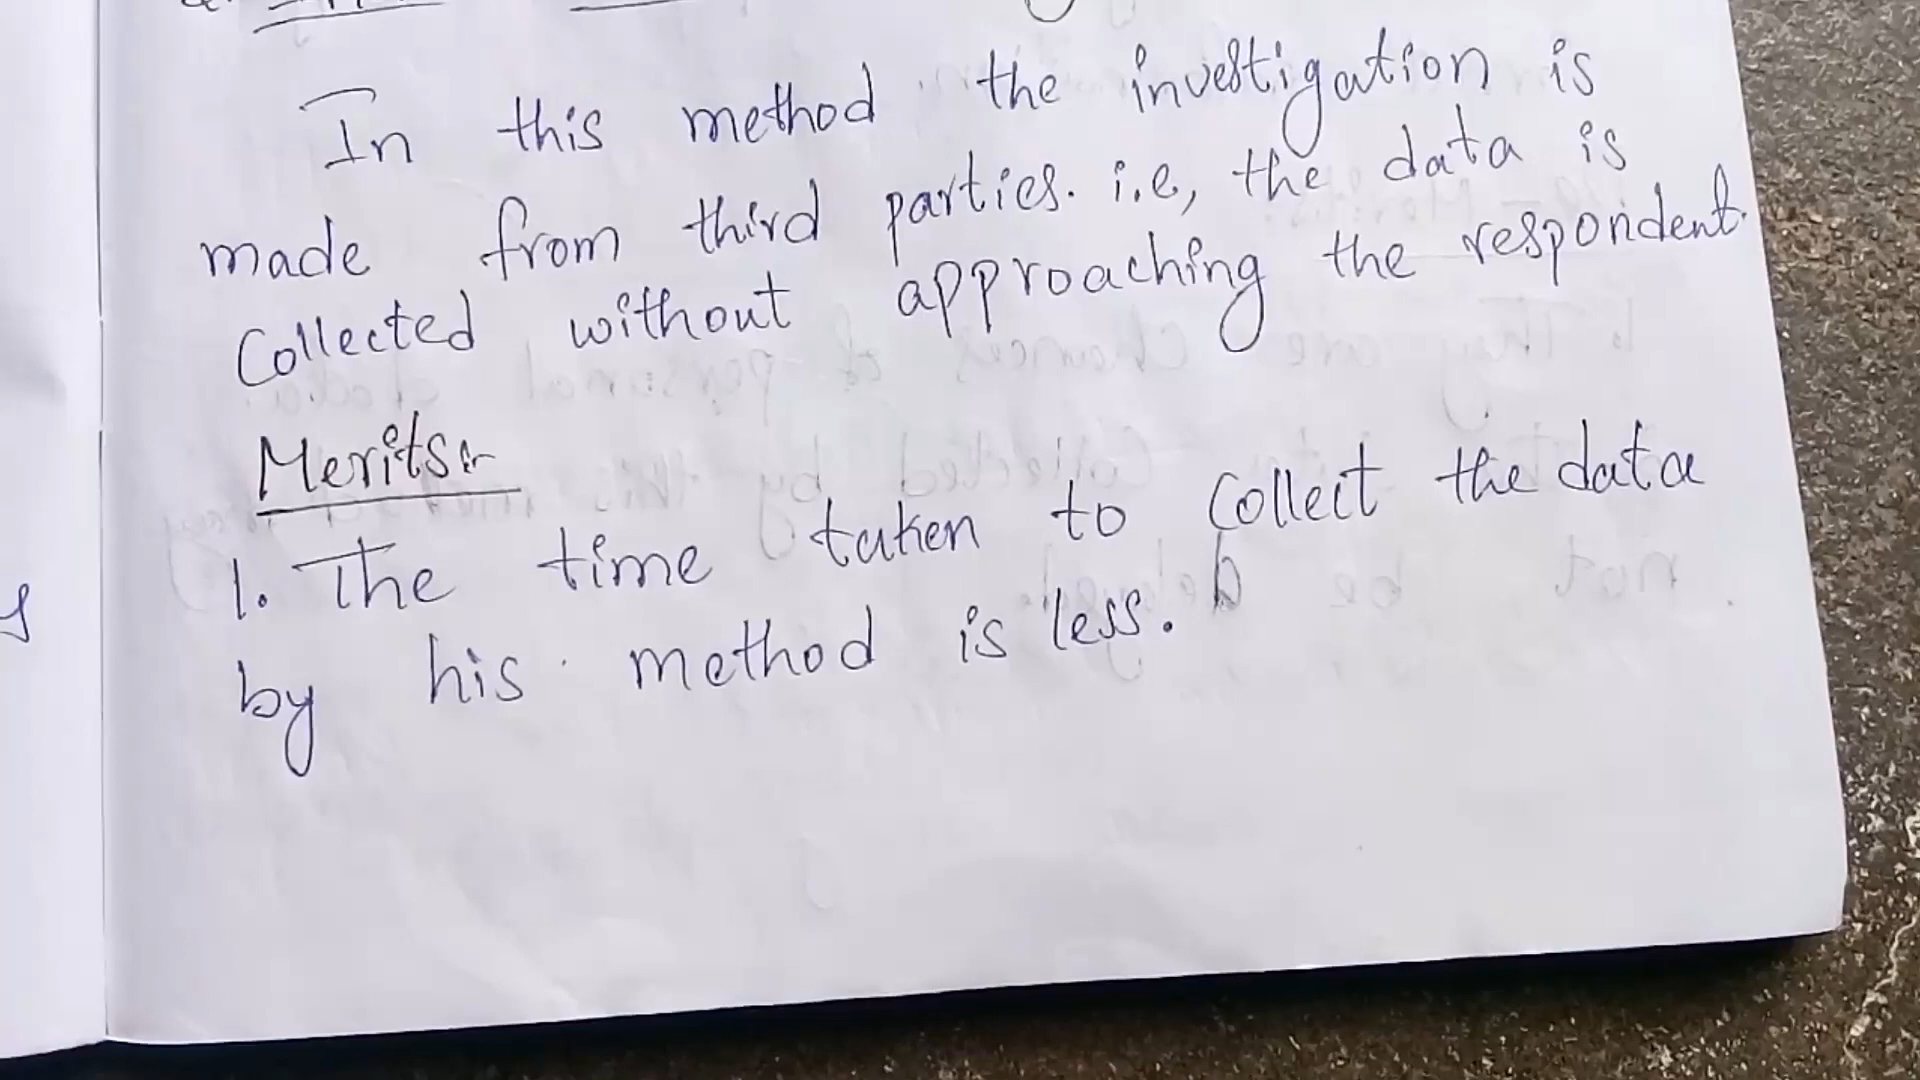 In this method the investigation is
made from third parties. i.e, the data is
Collected without approaching the respondent.
Merits:-
1. The time taken to Collect the data
by his method is less.